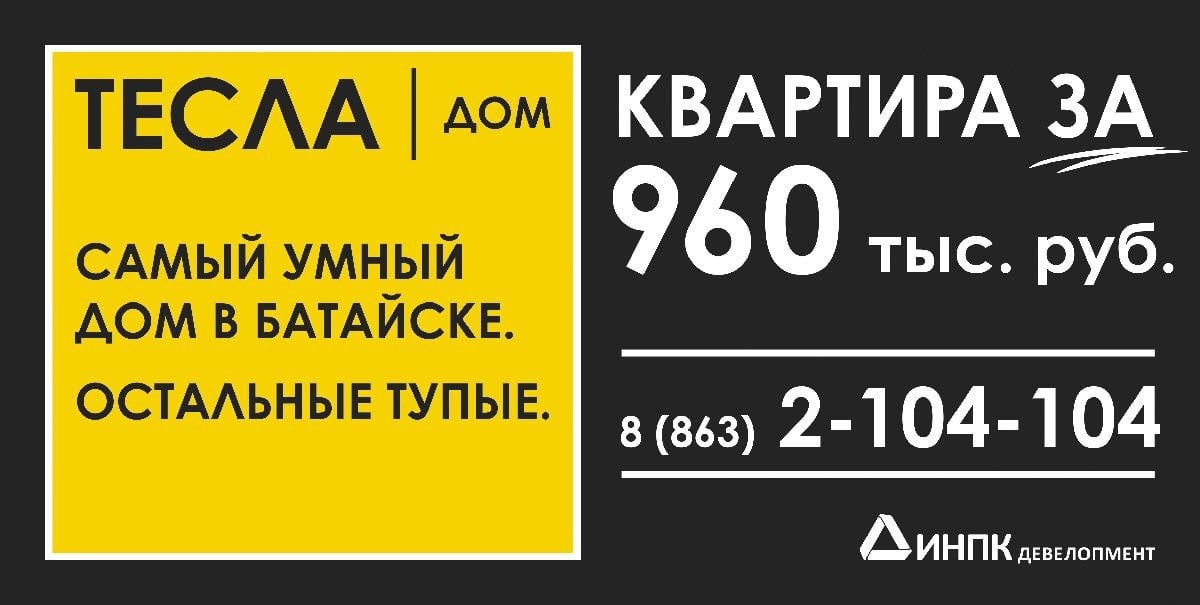 ТЕСЛА | ДОМ
САМЫЙ УМНЫЙ
ДОМ В БАТАЙСКЕ.
ОСТАЛЬНЫЕ ТУПЫЕ.
КВАРТИРА ЗА
960 тыс. руб.
8 (863) 2-104-104
ИНПК ДЕВЕЛОПМЕНТ